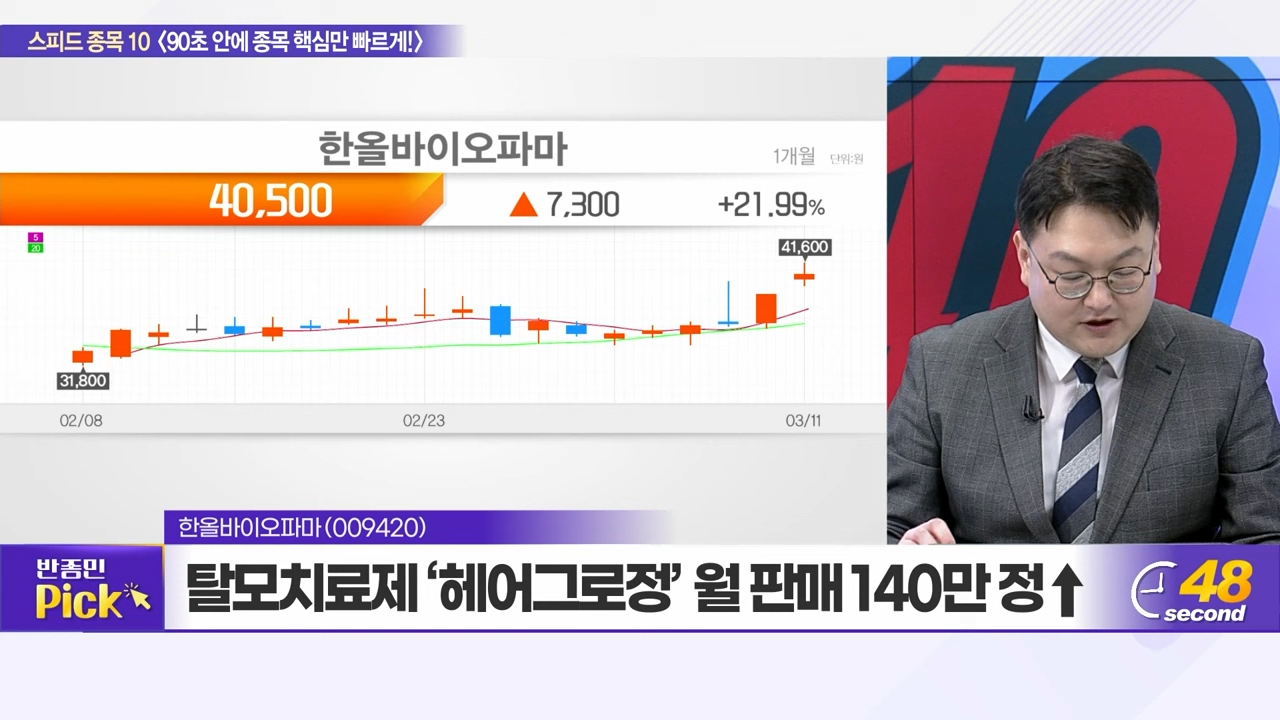 스피드 종목 10 〈90초 안에 종목 핵심만 빠르게!〉
한올바이오파마
1개월 단위:원
40,500 ▲ 7,300 +21.99%
5
20
41,600
31,800
02/08 02/23 03/11
한올바이오파마(009420)
반종민
Pick
탈모치료제 ‘헤어그로정’ 월 판매 140만 정↑
48
second
10